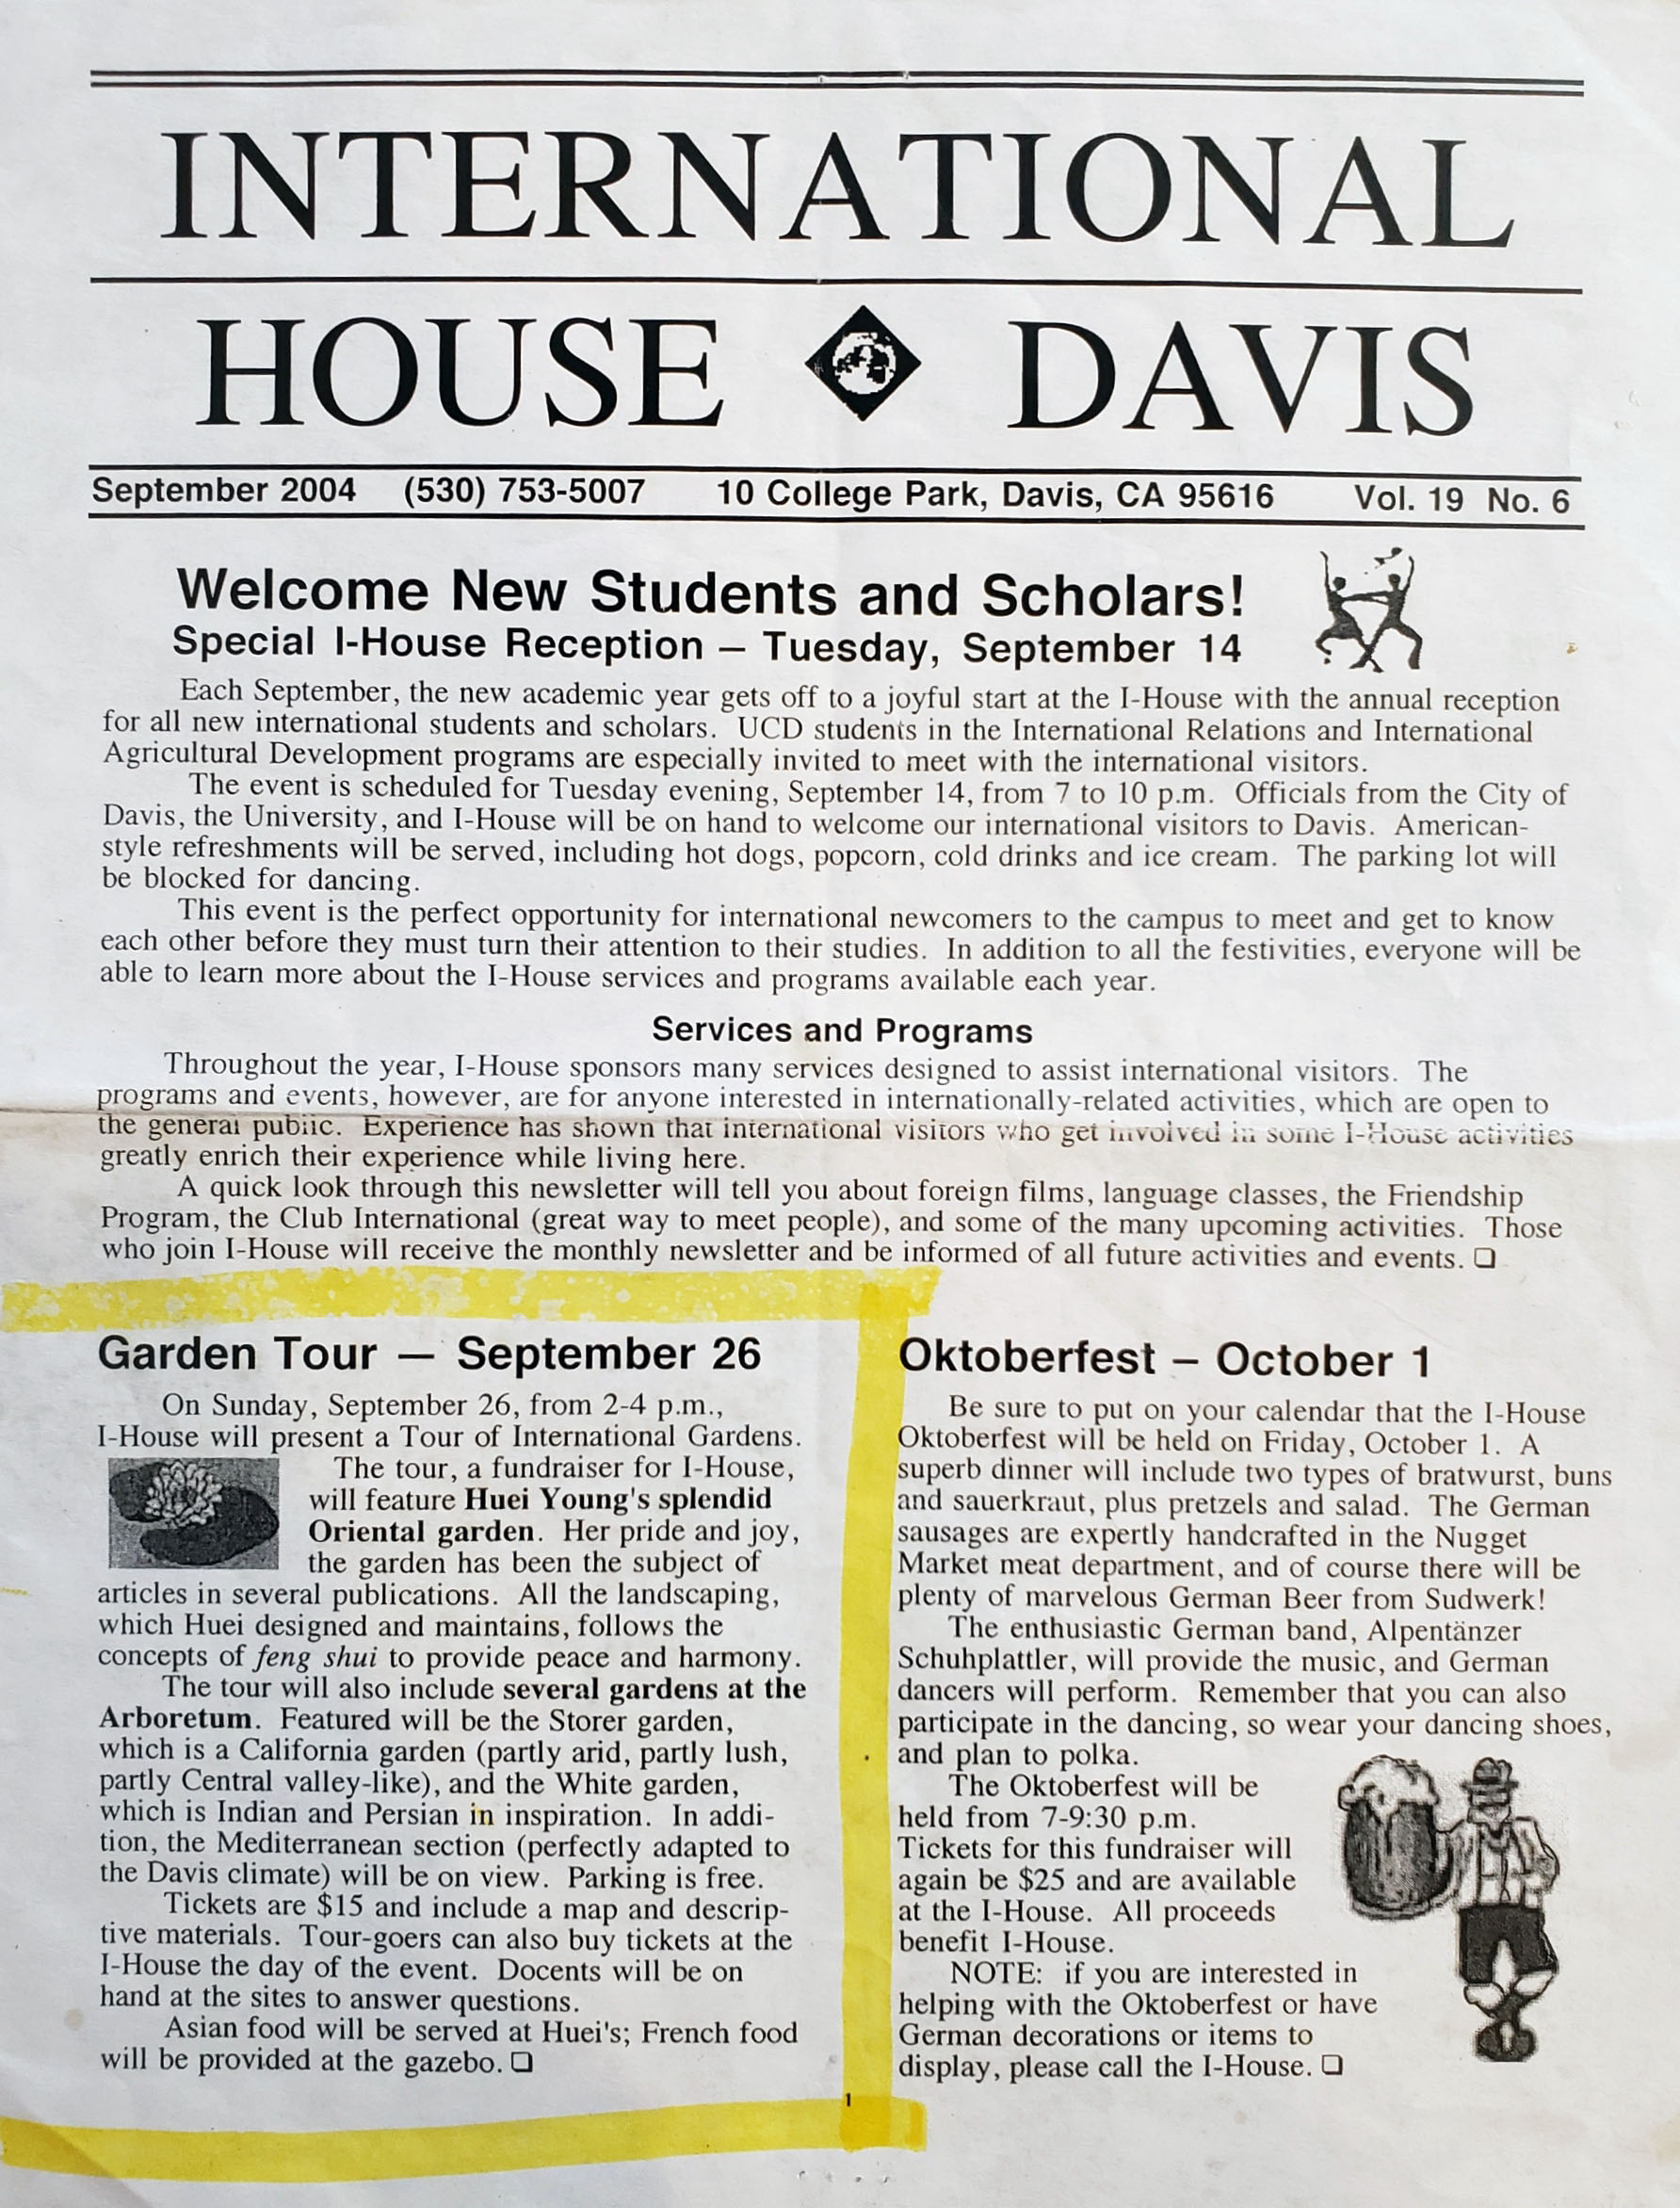 INTERNATIONAL
HOUSE DAVIS
September 2004 (530) 753-5007 10 College Park, Davis, CA 95616 Vol. 19 No. 6
Welcome New Students and Scholars!
Special I-House Reception – Tuesday, September 14
Each September, the new academic year gets off to a joyful start at the I-House with the annual reception
for all new international students and scholars. UCD students in the International Relations and International
Agricultural Development programs are especially invited to meet with the international visitors.
The event is scheduled for Tuesday evening, September 14, from 7 to 10 p.m. Officials from the City of
Davis, the University, and I-House will be on hand to welcome our international visitors to Davis. American-
style refreshments will be served, including hot dogs, popcorn, cold drinks and ice cream. The parking lot will
be blocked for dancing.
This event is the perfect opportunity for international newcomers to the campus to meet and get to know
each other before they must turn their attention to their studies. In addition to all the festivities, everyone will be
able to learn more about the I-House services and programs available each year.
Services and Programs
Throughout the year, I-House sponsors many services designed to assist international visitors. The
programs and events, however, are for anyone interested in internationally-related activities, which are open to
the general public. Experience has shown that international visitors who get involved in some I-House activities
greatly enrich their experience while living here.
A quick look through this newsletter will tell you about foreign films, language classes, the Friendship
Program, the Club International (great way to meet people), and some of the many upcoming activities. Those
who join I-House will receive the monthly newsletter and be informed of all future activities and events. ❏
Garden Tour — September 26
On Sunday, September 26, from 2-4 p.m.,
I-House will present a Tour of International Gardens.
The tour, a fundraiser for I-House,
will feature Huei Young's splendid
Oriental garden. Her pride and joy,
the garden has been the subject of
articles in several publications. All the landscaping,
which Huei designed and maintains, follows the
concepts of feng shui to provide peace and harmony.
The tour will also include several gardens at the
Arboretum. Featured will be the Storer garden,
which is a California garden (partly arid, partly lush,
partly Central valley-like), and the White garden,
which is Indian and Persian in inspiration. In addi-
tion, the Mediterranean section (perfectly adapted to
the Davis climate) will be on view. Parking is free.
Tickets are $15 and include a map and descrip-
tive materials. Tour-goers can also buy tickets at the
I-House the day of the event. Docents will be on
hand at the sites to answer questions.
Asian food will be served at Huei's; French food
will be provided at the gazebo. ❏
Oktoberfest – October 1
Be sure to put on your calendar that the I-House
Oktoberfest will be held on Friday, October 1. A
superb dinner will include two types of bratwurst, buns
and sauerkraut, plus pretzels and salad. The German
sausages are expertly handcrafted in the Nugget
Market meat department, and of course there will be
plenty of marvelous German Beer from Sudwerk!
The enthusiastic German band, Alpentänzer
Schuhplattler, will provide the music, and German
dancers will perform. Remember that you can also
participate in the dancing, so wear your dancing shoes,
and plan to polka.
The Oktoberfest will be
held from 7-9:30 p.m.
Tickets for this fundraiser will
again be $25 and are available
at the I-House. All proceeds
benefit I-House.
NOTE: if you are interested in
helping with the Oktoberfest or have
German decorations or items to
display, please call the I-House. ❏
1